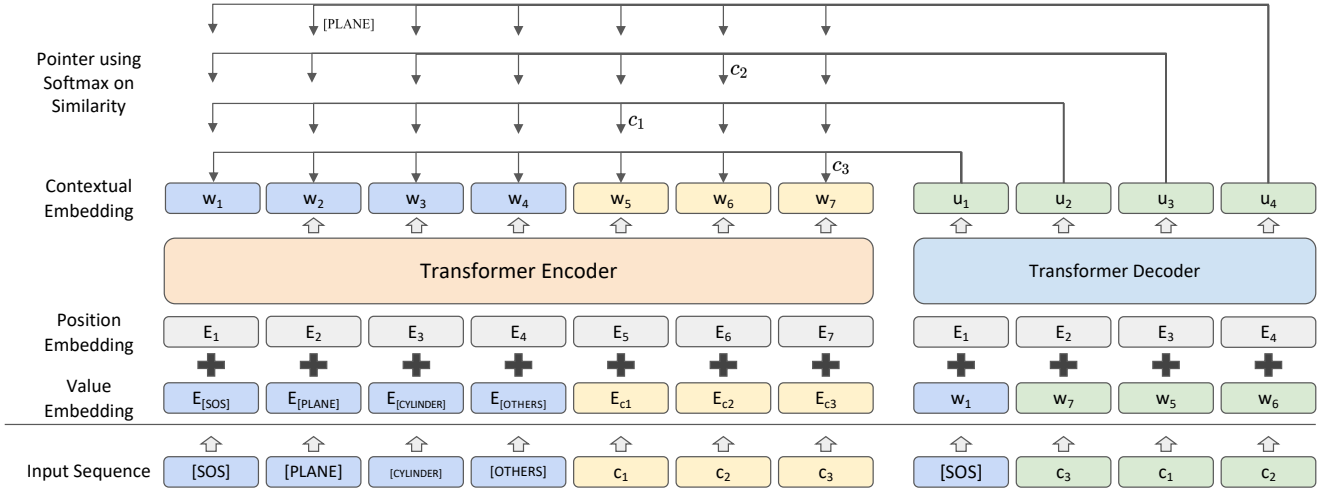 [PLANE]
Pointer using
Softmax on
Similarity
c2
c1
c3
Contextual
Embedding
w1 w2 w3 w4 w5 w6 w7 u1 u2 u3 u4
Transformer Encoder Transformer Decoder
Position
Embedding
E1 E2 E3 E4 E5 E6 E7 E1 E2 E3 E4
Value
Embedding
E[SOS] E[PLANE] E[CYLINDER] E[OTHERS] Ec1 Ec2 Ec3 w1 w7 w5 w6
Input Sequence [SOS] [PLANE] [CYLINDER] [OTHERS] c1 c2 c3 [SOS] c3 c1 c2